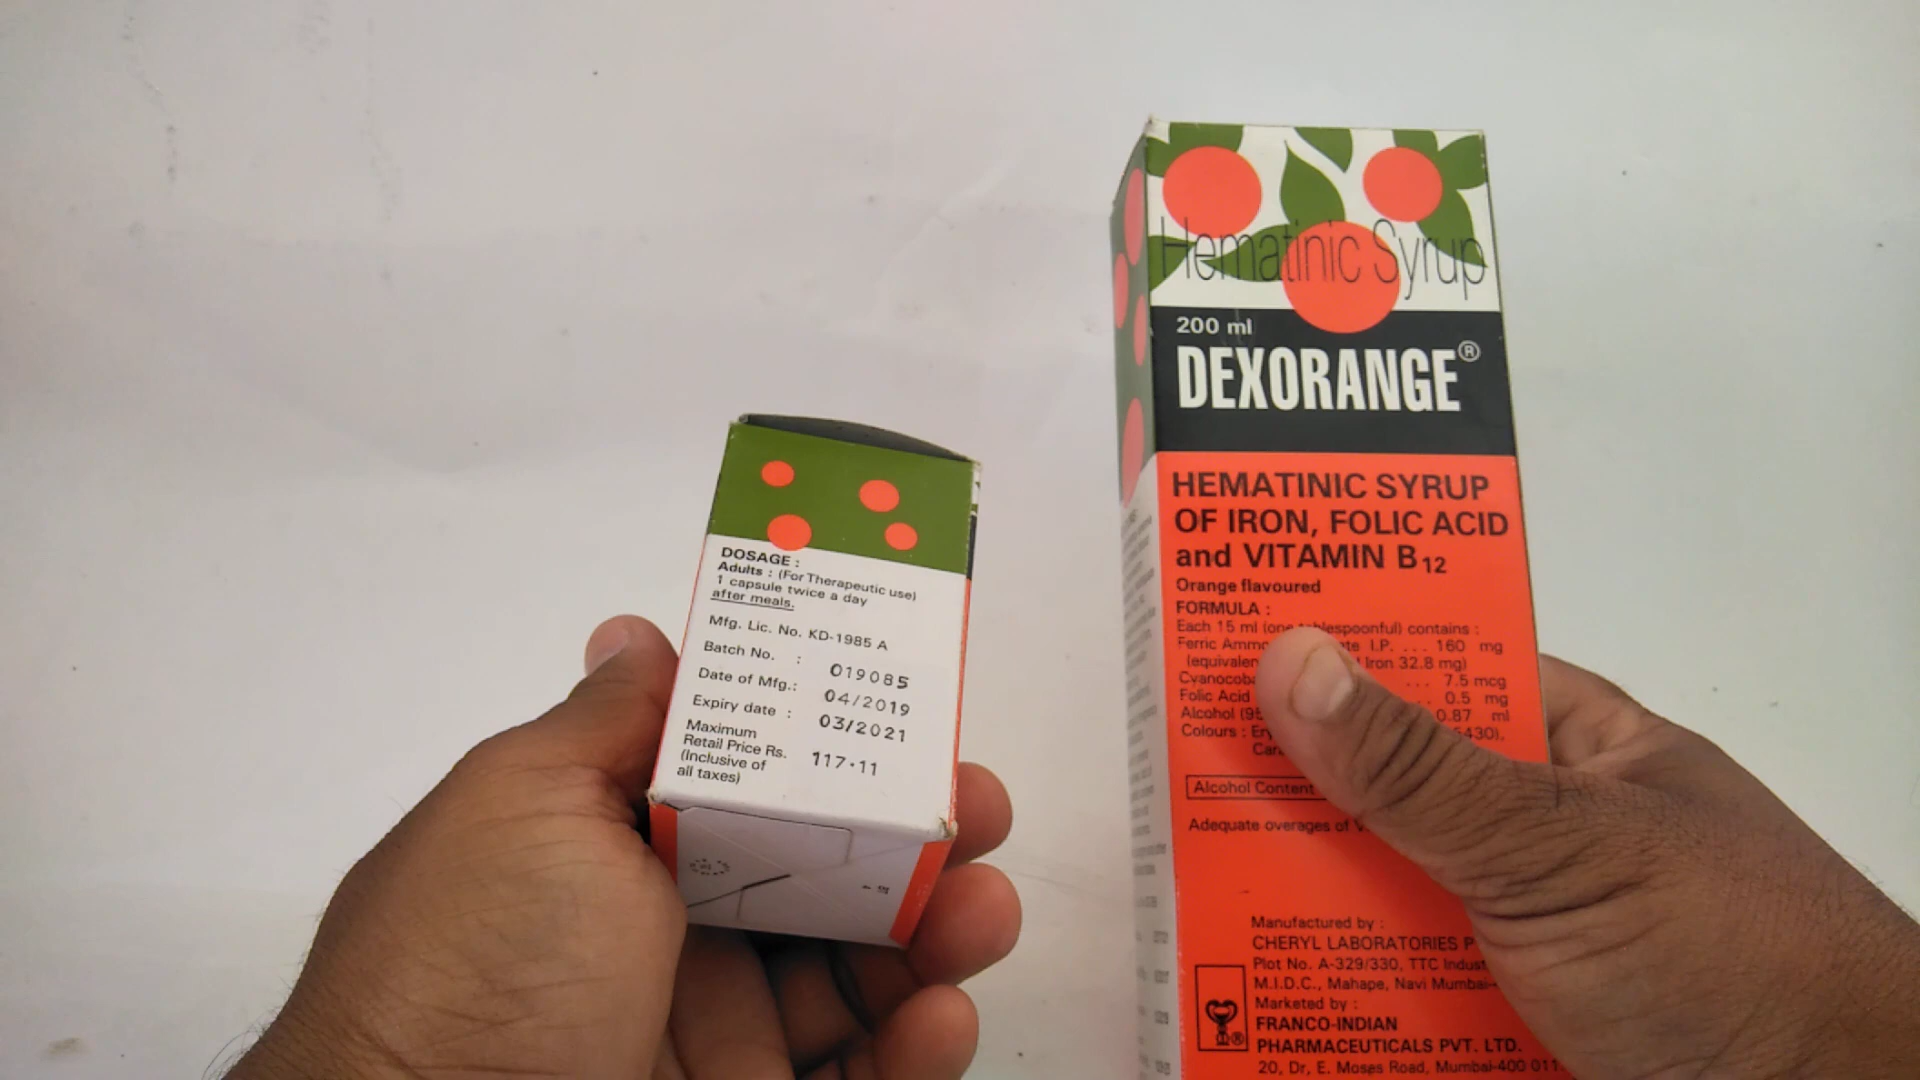 DOSAGE :
Adults : (For Therapeutic use)
1 capsule twice a day
after meals.
Mfg. Lic. No. KD-1985 A
Batch No. : 019085
Date of Mfg.: 04/2019
Expiry date : 03/2021
Maximum
Retail Price Rs. 117·11
(Inclusive of
all taxes)
Hematinic Syrup
200 ml
DEXORANGE®
HEMATINIC SYRUP
OF IRON, FOLIC ACID
and VITAMIN B12
Orange flavoured
FORMULA :
Each 15 ml (one contains :
Ferric I.P. ... 160 mg
Iron 32.8 mg)
... 7.5 mcg
Folic Acid 0.5 mg
Alcohol 0.87 ml
Colours :
Alcohol Content
Adequate overages of
Manufactured by :
CHERYL LABORATORIES
Plot No. A-329/330, TTC
M.I.D.C., Mahape, Navi Mumbai-
Marketed by :
FRANCO-INDIAN
PHARMACEUTICALS PVT. LTD.
20, Dr, E. Moses Road, Mumbai-400 011